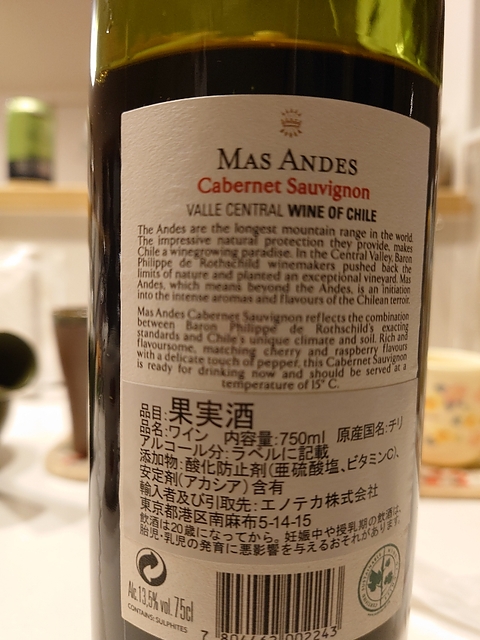 MAS ANDES
Cabernet Sauvignon
VALLE CENTRAL WINE OF CHILE
The Andes are the longest mountain range in the world.
The impressive natural protection they provide, makes
Chile a winegrowing paradise. In the Central Valley, Baron
Philippe de Rothschild winemakers pushed back the
limits of nature and planted an exceptional vineyard. Mas
Andes, which means beyond the Andes, is an initiation
into the intense aromas and flavours of the Chilean terroir.
Mas Andes Cabernet Sauvignon reflects the combination
between Baron Philippe de Rothschild's exacting
standards and Chile's unique climate and soil. Rich and
flavoursome, matching cherry and raspberry flavours
with a delicate touch of pepper, this Cabernet Sauvignon
is ready for drinking now and should be served at a
temperature of 15° C.
品目:果実酒
品名:ワイン 内容量:750ml 原産国名:チリ
アルコール分:ラベルに記載
添加物:酸化防止剤(亜硫酸塩、ビタミンC)、
安定剤(アカシア)含有
輸入者及び引取先:エノテカ株式会社
東京都港区南麻布5-14-15
飲酒は20歳になってから。妊娠中や授乳期の飲酒は、
胎児・乳児の発育に悪影響を与えるおそれがあります。
Alc.13,5% vol. 75cl
CONTAINS: SULPHITES
7 804462 002243